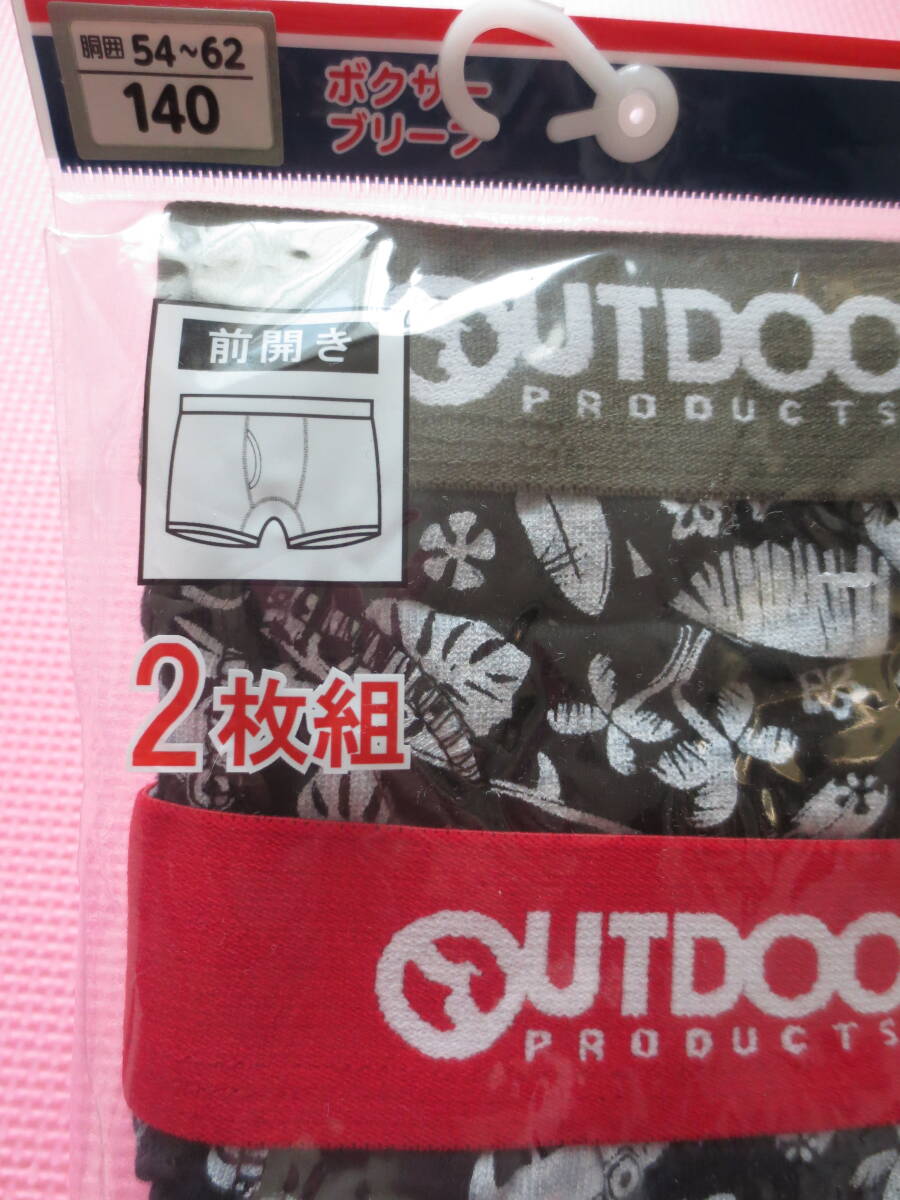 胴囲 54~62
140
ボクサー
ブリーフ
OUTDOO
PRODUCTS
前開き
2枚組
OUTDOO
PRODUCTS